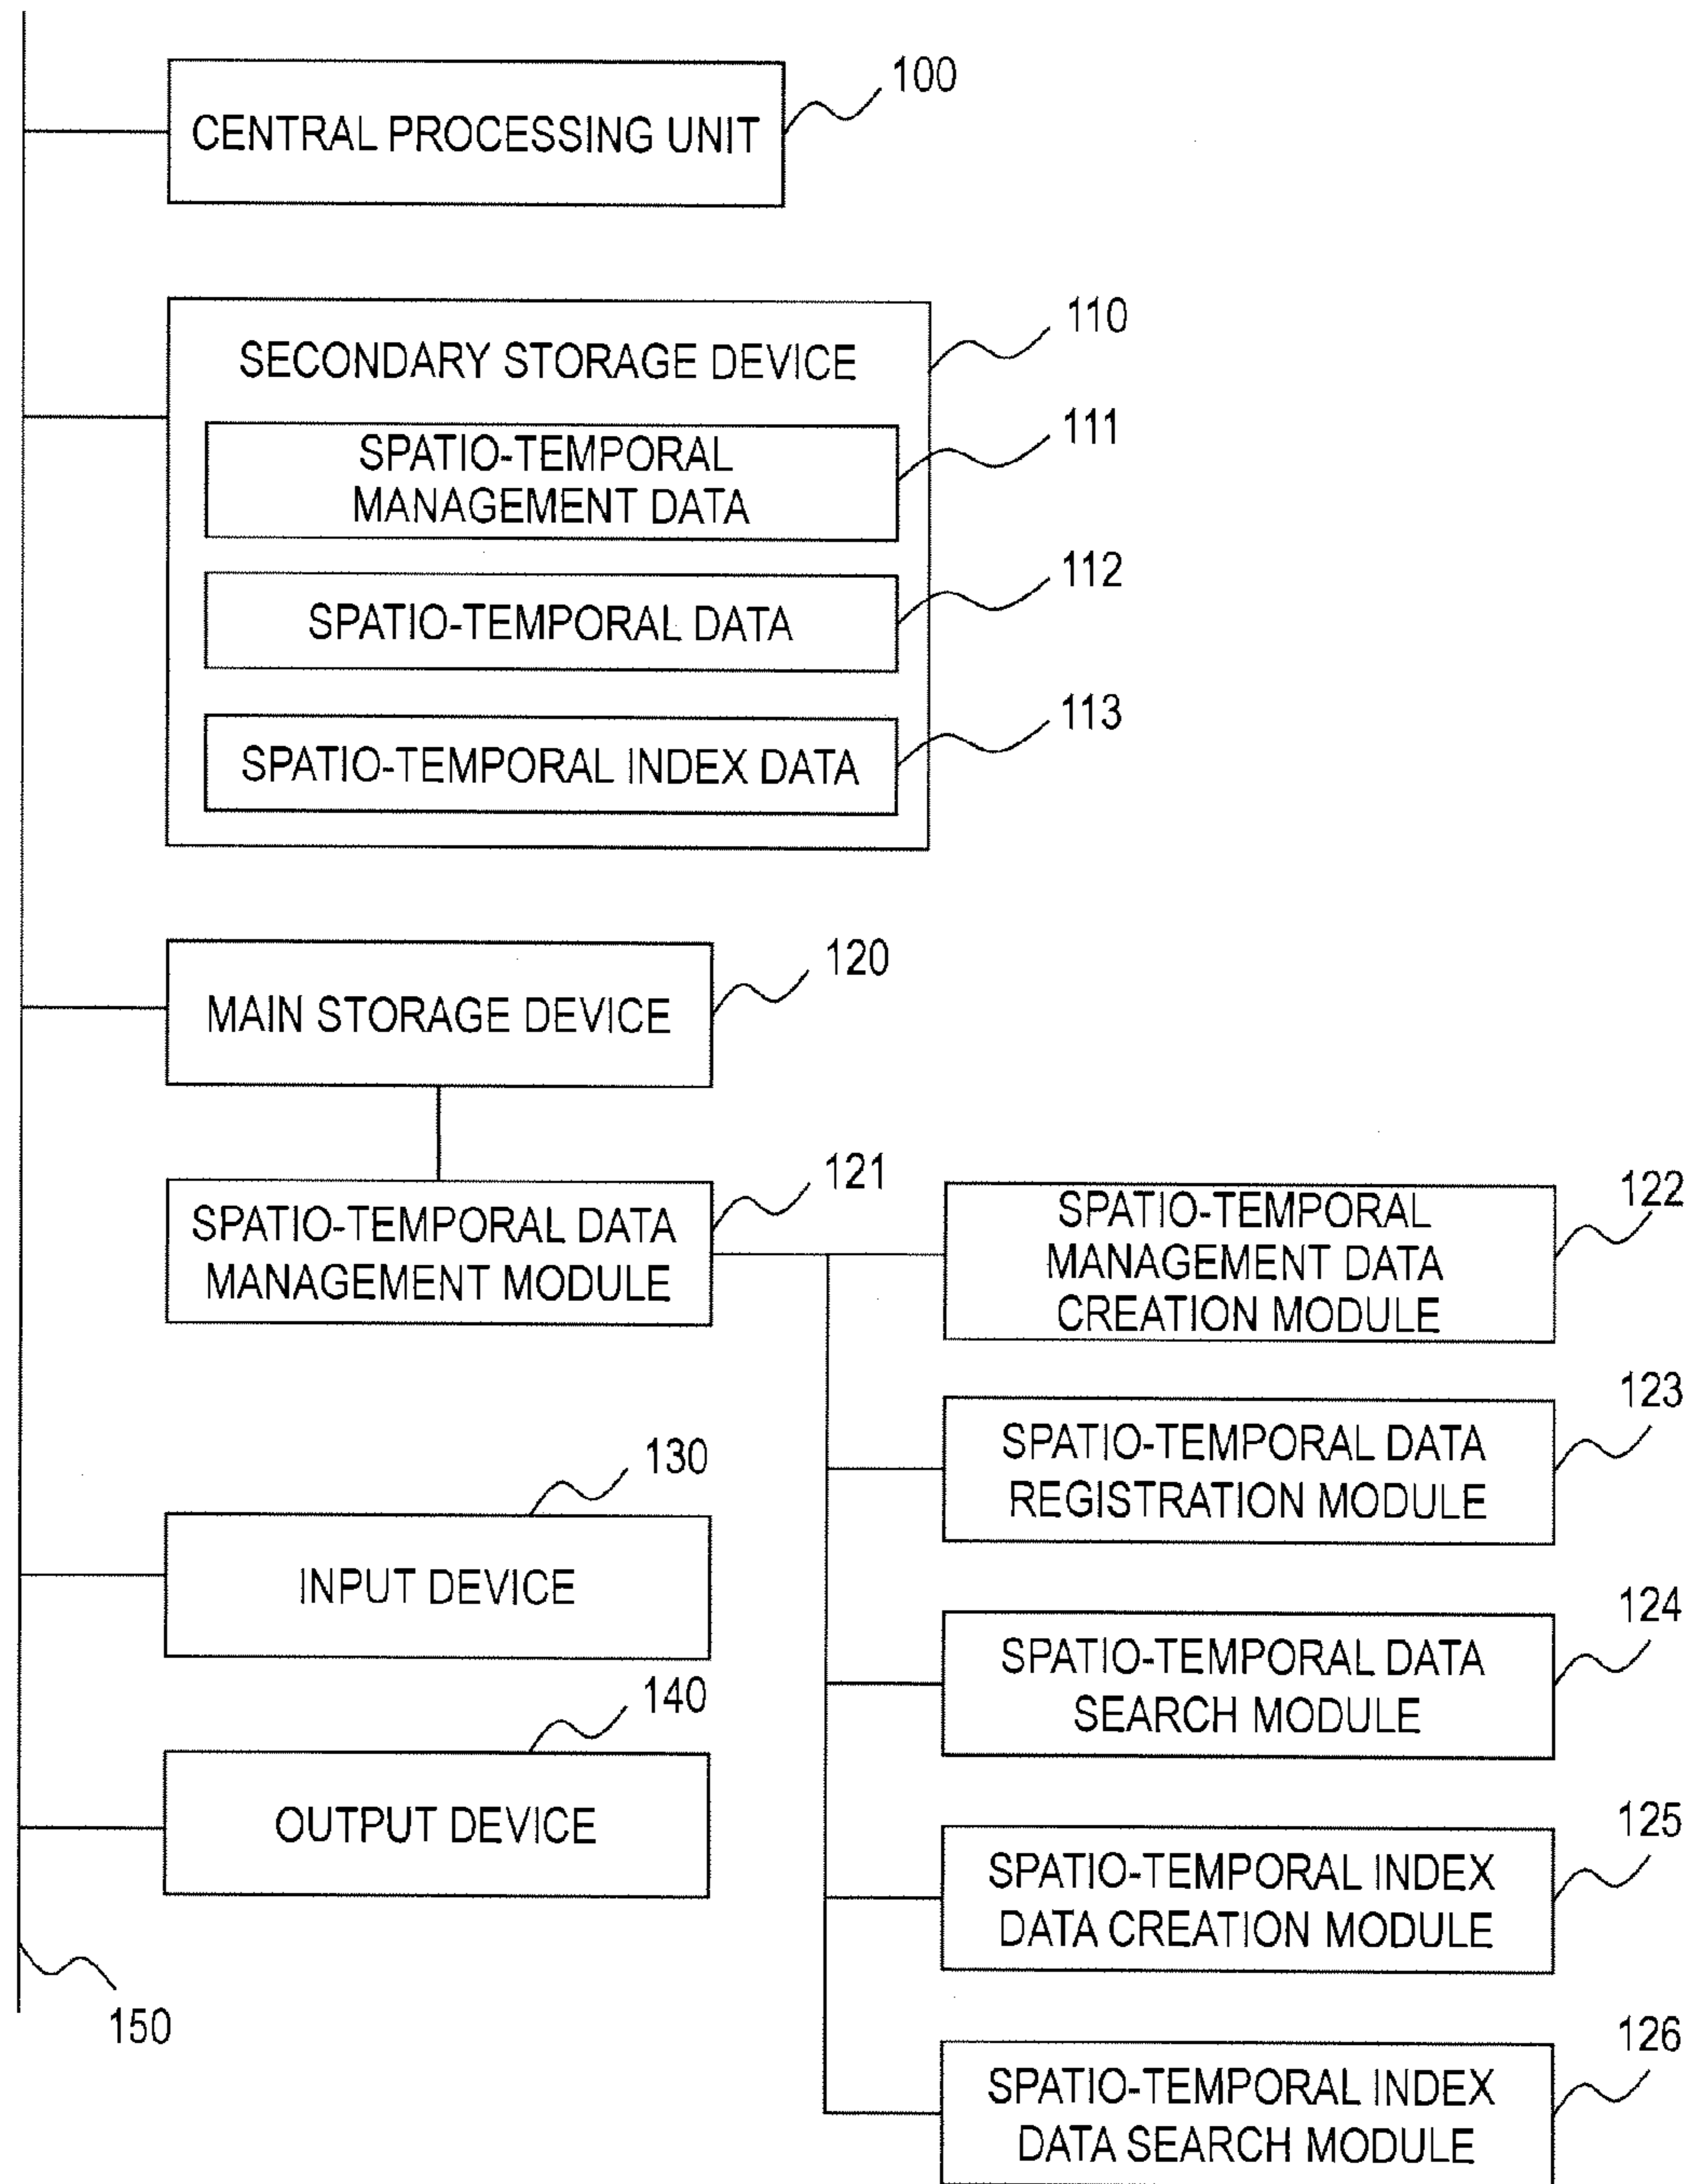 100
CENTRAL PROCESSING UNIT
110
SECONDARY STORAGE DEVICE
111
SPATIO-TEMPORAL
MANAGEMENT DATA
112
SPATIO-TEMPORAL DATA
113
SPATIO-TEMPORAL INDEX DATA
120
MAIN STORAGE DEVICE
121
SPATIO-TEMPORAL DATA
MANAGEMENT MODULE
122
SPATIO-TEMPORAL
MANAGEMENT DATA
CREATION MODULE
123
SPATIO-TEMPORAL DATA
REGISTRATION MODULE
130
INPUT DEVICE
124
SPATIO-TEMPORAL DATA
SEARCH MODULE
140
OUTPUT DEVICE
125
SPATIO-TEMPORAL INDEX
DATA CREATION MODULE
150
126
SPATIO-TEMPORAL INDEX
DATA SEARCH MODULE